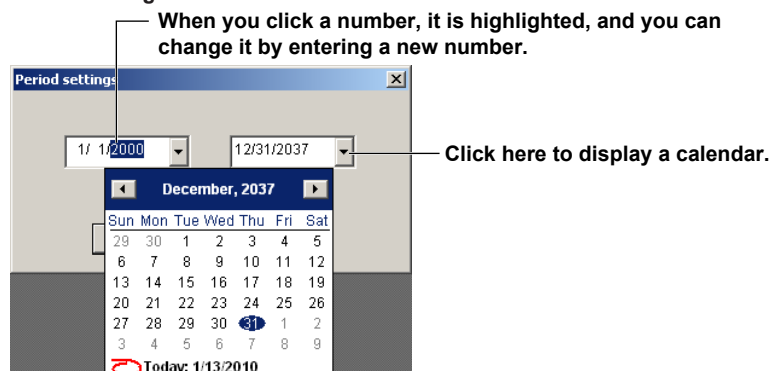 When you click a number, it is highlighted, and you can
change it by entering a new number.
Period settings
1/ 1/2000
12/31/2037
Click here to display a calendar.
December, 2037
Sun Mon Tue Wed Thu Fri Sat
29 30 1 2 3 4 5
6 7 8 9 10 11 12
13 14 15 16 17 18 19
20 21 22 23 24 25 26
27 28 29 30 31 1 2
3 4 5 6 7 8 9
Today: 1/13/2010